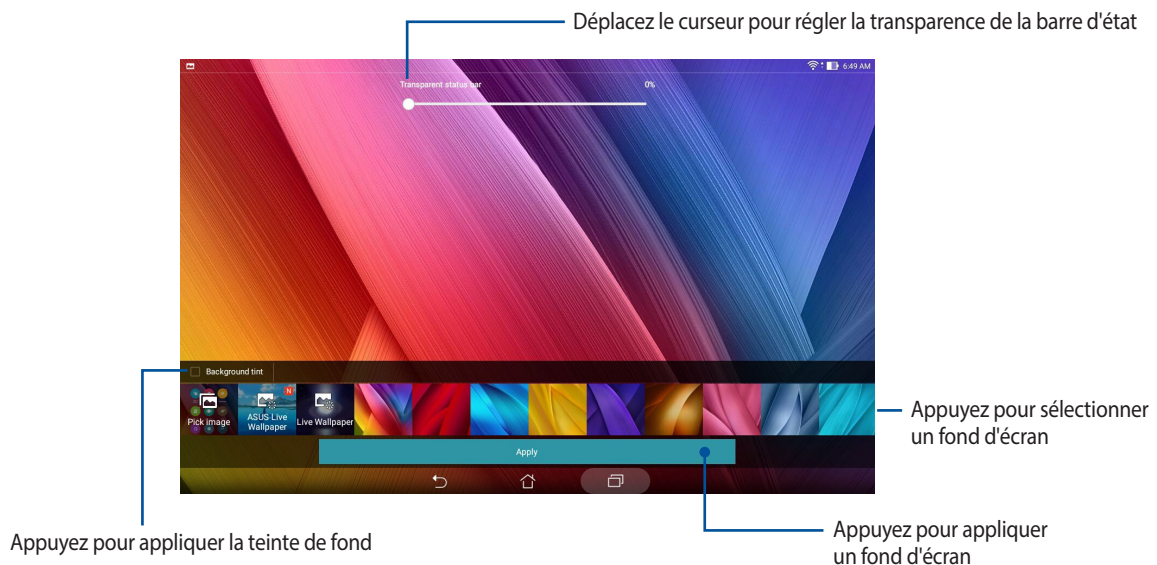 Déplacez le curseur pour régler la transparence de la barre d'état
6:49 AM
Transparent status bar 0%
Background tint
Pick image
ASUS Live
Wallpaper
N
Live Wallpaper
Appuyez pour sélectionner
un fond d'écran
Apply
Appuyez pour appliquer la teinte de fond
Appuyez pour appliquer
un fond d'écran